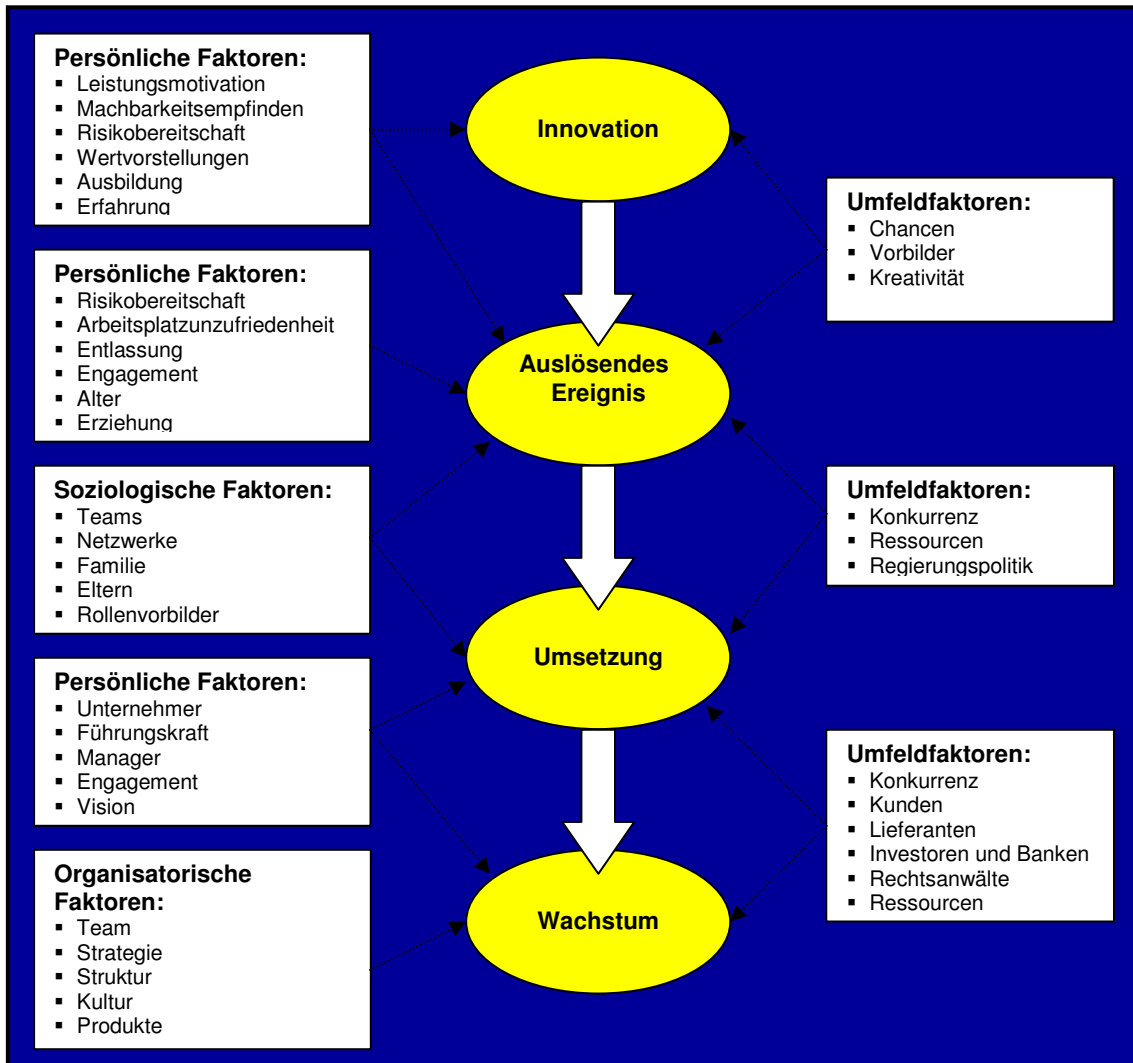 Persönliche Faktoren:
▪ Leistungsmotivation
▪ Machbarkeitsempfinden
▪ Risikobereitschaft
▪ Wertvorstellungen
▪ Ausbildung
▪ Erfahrung
Persönliche Faktoren:
▪ Risikobereitschaft
▪ Arbeitsplatzunzufriedenheit
▪ Entlassung
▪ Engagement
▪ Alter
▪ Erziehung
Soziologische Faktoren:
▪ Teams
▪ Netzwerke
▪ Familie
▪ Eltern
▪ Rollenvorbilder
Persönliche Faktoren:
▪ Unternehmer
▪ Führungskraft
▪ Manager
▪ Engagement
▪ Vision
Organisatorische
Faktoren:
▪ Team
▪ Strategie
▪ Struktur
▪ Kultur
▪ Produkte
Innovation
Auslösendes
Ereignis
Umsetzung
Wachstum
Umfeldfaktoren:
▪ Chancen
▪ Vorbilder
▪ Kreativität
Umfeldfaktoren:
▪ Konkurrenz
▪ Ressourcen
▪ Regierungspolitik
Umfeldfaktoren:
▪ Konkurrenz
▪ Kunden
▪ Lieferanten
▪ Investoren und Banken
▪ Rechtsanwälte
▪ Ressourcen